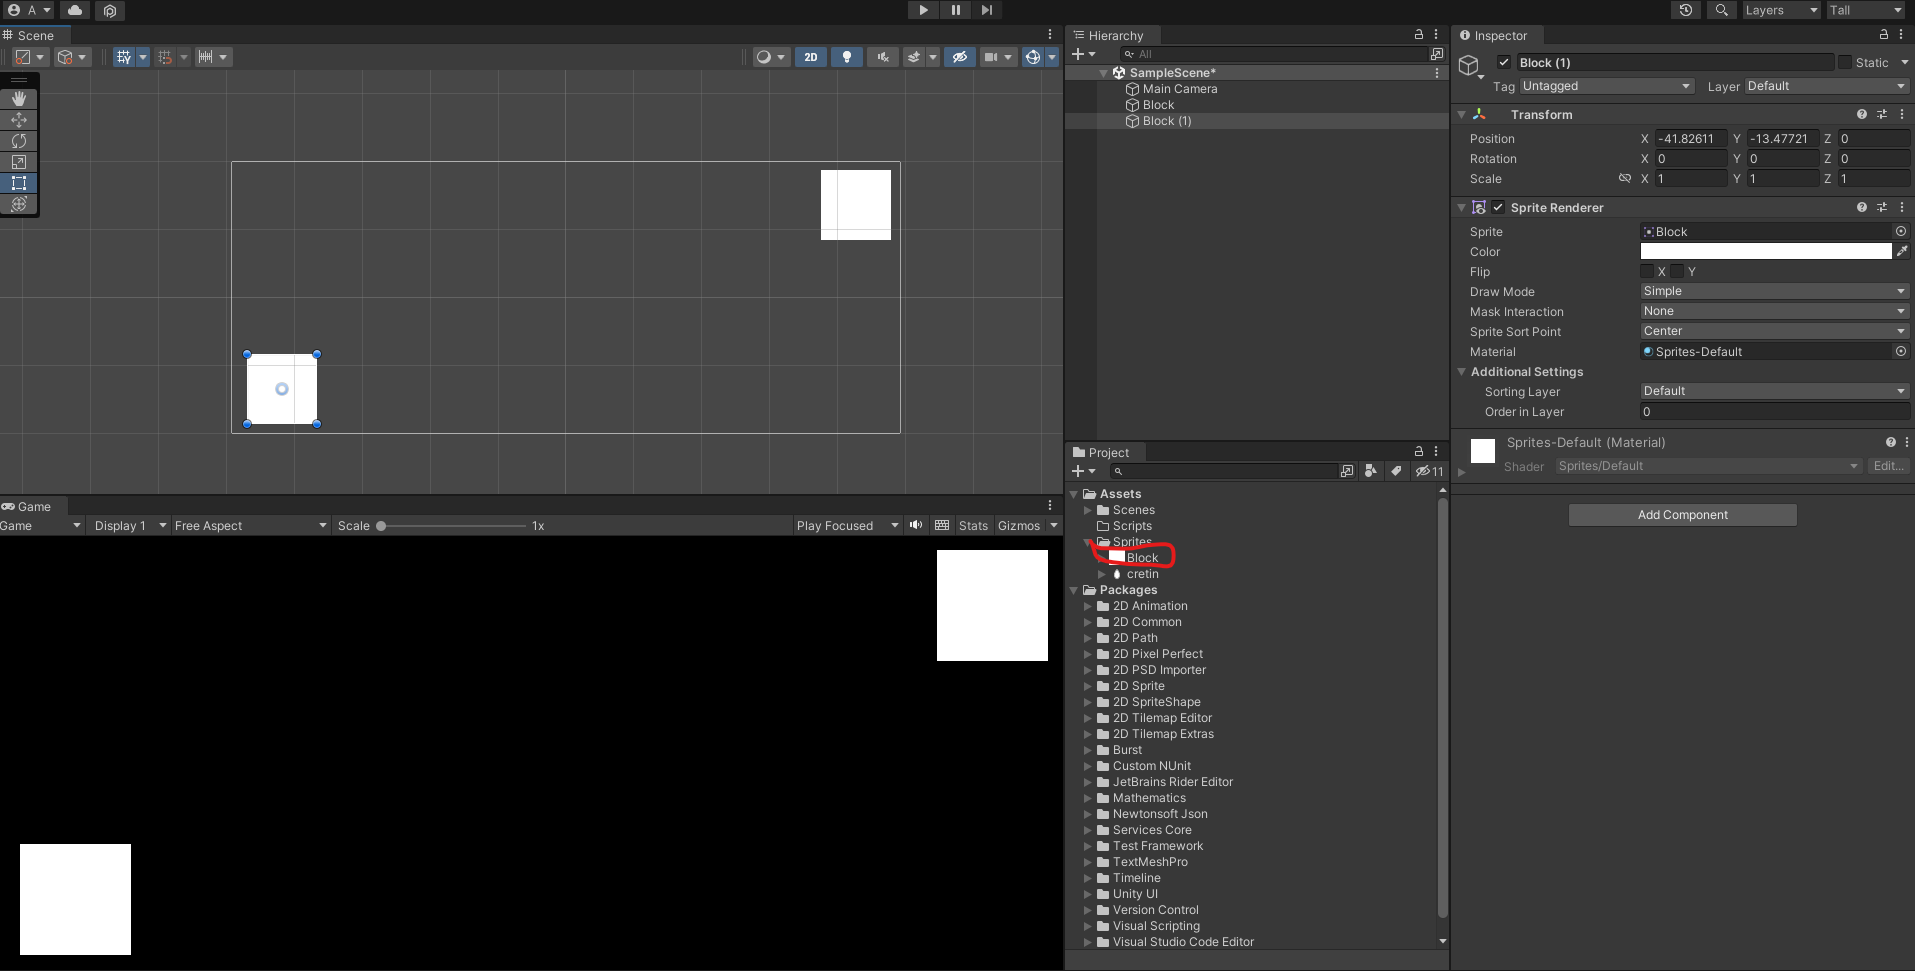 A
Layers
Tall
Scene
2D
Game
Game
Display 1
Free Aspect
Scale
1x
Play Focused
Stats
Gizmos
Hierarchy
All
SampleScene*
Main Camera
Block
Block (1)
Project
11
Assets
Scenes
Scripts
Sprites
Block
cretin
Packages
2D Animation
2D Common
2D Path
2D Pixel Perfect
2D PSD Importer
2D Sprite
2D SpriteShape
2D Tilemap Editor
2D Tilemap Extras
Burst
Custom NUnit
JetBrains Rider Editor
Mathematics
Newtonsoft Json
Services Core
Test Framework
TextMeshPro
Timeline
Unity UI
Version Control
Visual Scripting
Visual Studio Code Editor
Inspector
Block (1)
Static
Tag Untagged
Layer Default
Transform
Position X -41.82611 Y -13.47721 Z 0
Rotation X 0 Y 0 Z 0
Scale X 1 Y 1 Z 1
Sprite Renderer
Sprite Block
Color
Flip X Y
Draw Mode Simple
Mask Interaction None
Sprite Sort Point Center
Material Sprites-Default
Additional Settings
Sorting Layer Default
Order in Layer 0
Sprites-Default (Material)
Shader Sprites/Default Edit...
Add Component